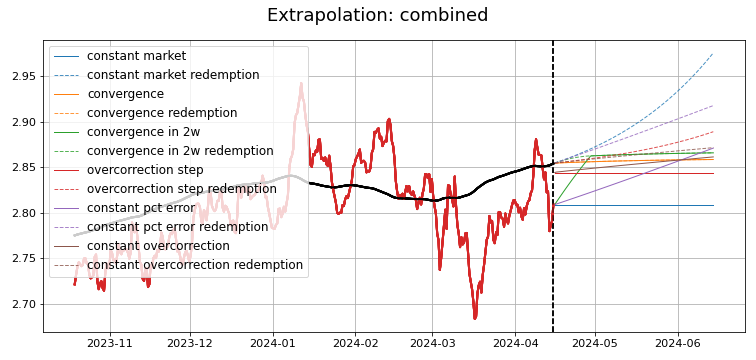 Extrapolation: combined
constant market
constant market redemption
convergence
convergence redemption
convergence in 2w
convergence in 2w redemption
overcorrection step
overcorrection step redemption
constant pct error
constant pct error redemption
constant overcorrection
constant overcorrection redemption
2.95
2.90
2.85
2.80
2.75
2.70
2023-11 2023-12 2024-01 2024-02 2024-03 2024-04 2024-05 2024-06